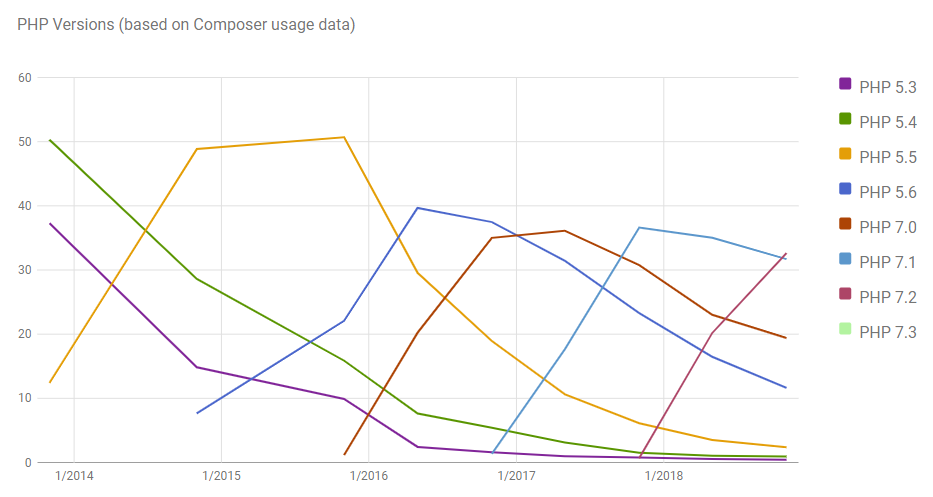 PHP Versions (based on Composer usage data)
60
50
40
30
20
10
0
1/2014
1/2015
1/2016
1/2017
1/2018
PHP 5.3
PHP 5.4
PHP 5.5
PHP 5.6
PHP 7.0
PHP 7.1
PHP 7.2
PHP 7.3